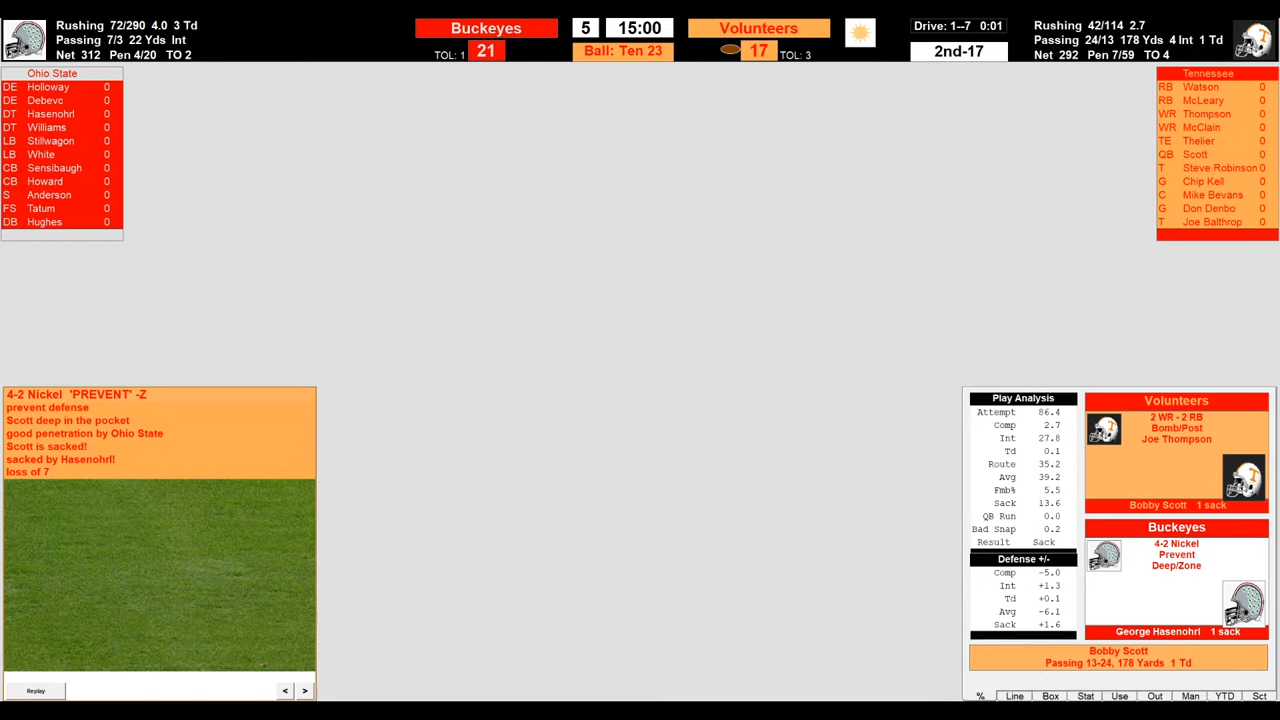 Rushing 72/290 4.0 3 Td
Passing 7/3 22 Yds Int
Net 312 Pen 4/20 TO 2
Buckeyes
TOL: 1
21
5
15:00
Ball: Ten 23
Volunteers
17
TOL: 3
Drive: 1--7 0:01
2nd-17
Rushing 42/114 2.7
Passing 24/13 178 Yds 4 Int 1 Td
Net 292 Pen 7/59 TO 4
Ohio State
DE Holloway 0
DE Debevc 0
DT Hasenohrl 0
DT Williams 0
LB Stillwagon 0
LB White 0
CB Sensibaugh 0
CB Howard 0
S Anderson 0
FS Tatum 0
DB Hughes 0
Tennessee
RB Watson 0
RB McLeary 0
WR Thompson 0
WR McClain 0
TE Thelier 0
QB Scott 0
T Steve Robinson 0
G Chip Kell 0
C Mike Bevans 0
G Don Denbo 0
T Joe Balthrop 0
4-2 Nickel 'PREVENT' -Z
prevent defense
Scott deep in the pocket
good penetration by Ohio State
Scott is sacked!
sacked by Hasenohrl!
loss of 7
Replay
< >
Play Analysis
Attempt 86.4
Comp 2.7
Int 27.8
Td 0.1
Route 35.2
Avg 39.2
Fmb% 5.5
Sack 13.6
QB Run 0.0
Bad Snap 0.2
Result Sack
Defense +/-
Comp -5.0
Int +1.3
Td +0.1
Avg -6.1
Sack +1.6
Volunteers
2 WR - 2 RB
Bomb/Post
Joe Thompson
Bobby Scott 1 sack
Buckeyes
4-2 Nickel
Prevent
Deep/Zone
George Hasenohrl 1 sack
Bobby Scott
Passing 13-24, 178 Yards 1 Td
% Line Box Stat Use Out Man YTD Sct